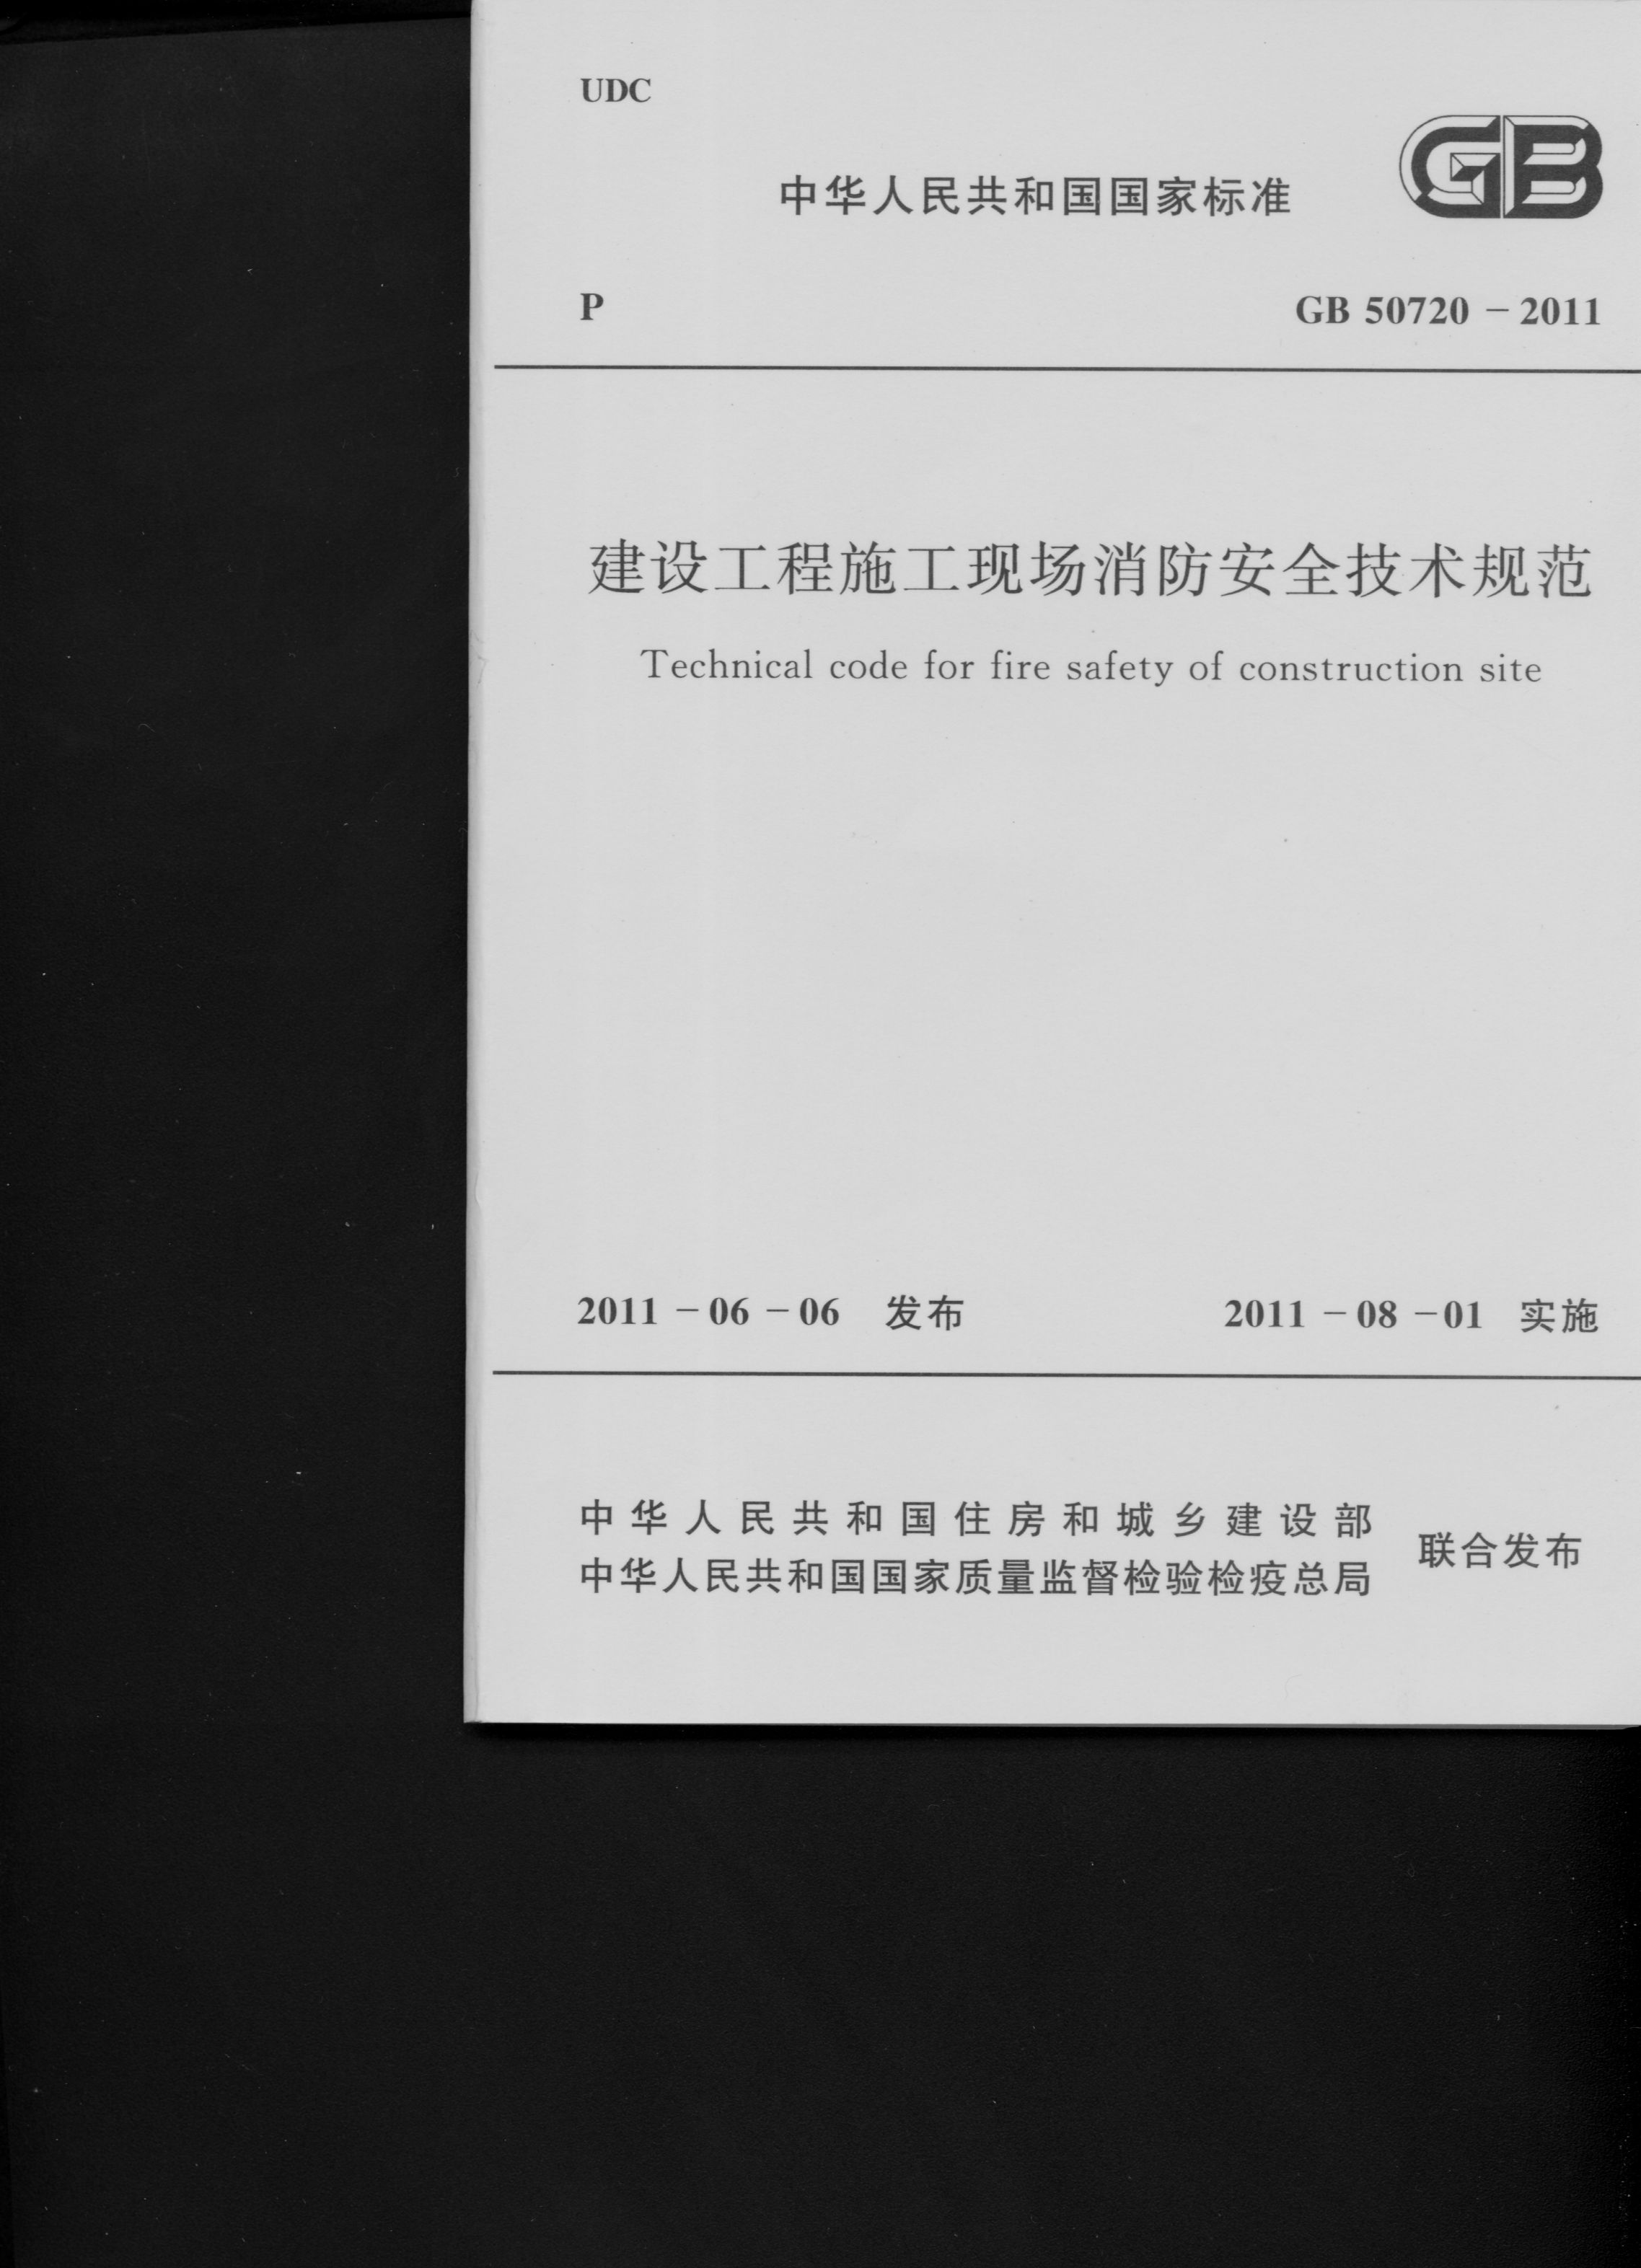 UDC
GB
中华人民共和国国家标准
P
GB 50720－2011
建设工程施工现场消防安全技术规范
Technical code for fire safety of construction site
2011－06－06 发布
2011－08－01 实施
中华人民共和国住房和城乡建设部
中华人民共和国国家质量监督检验检疫总局
联合发布